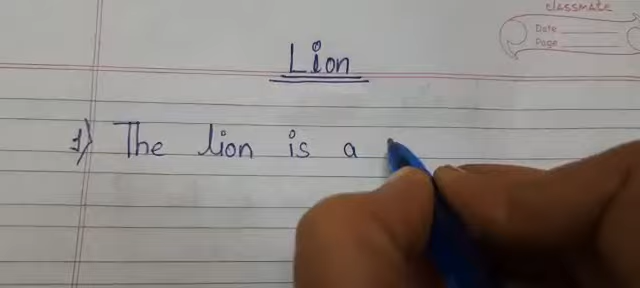 classmate
Date
Page
Lion
1) The lion is a